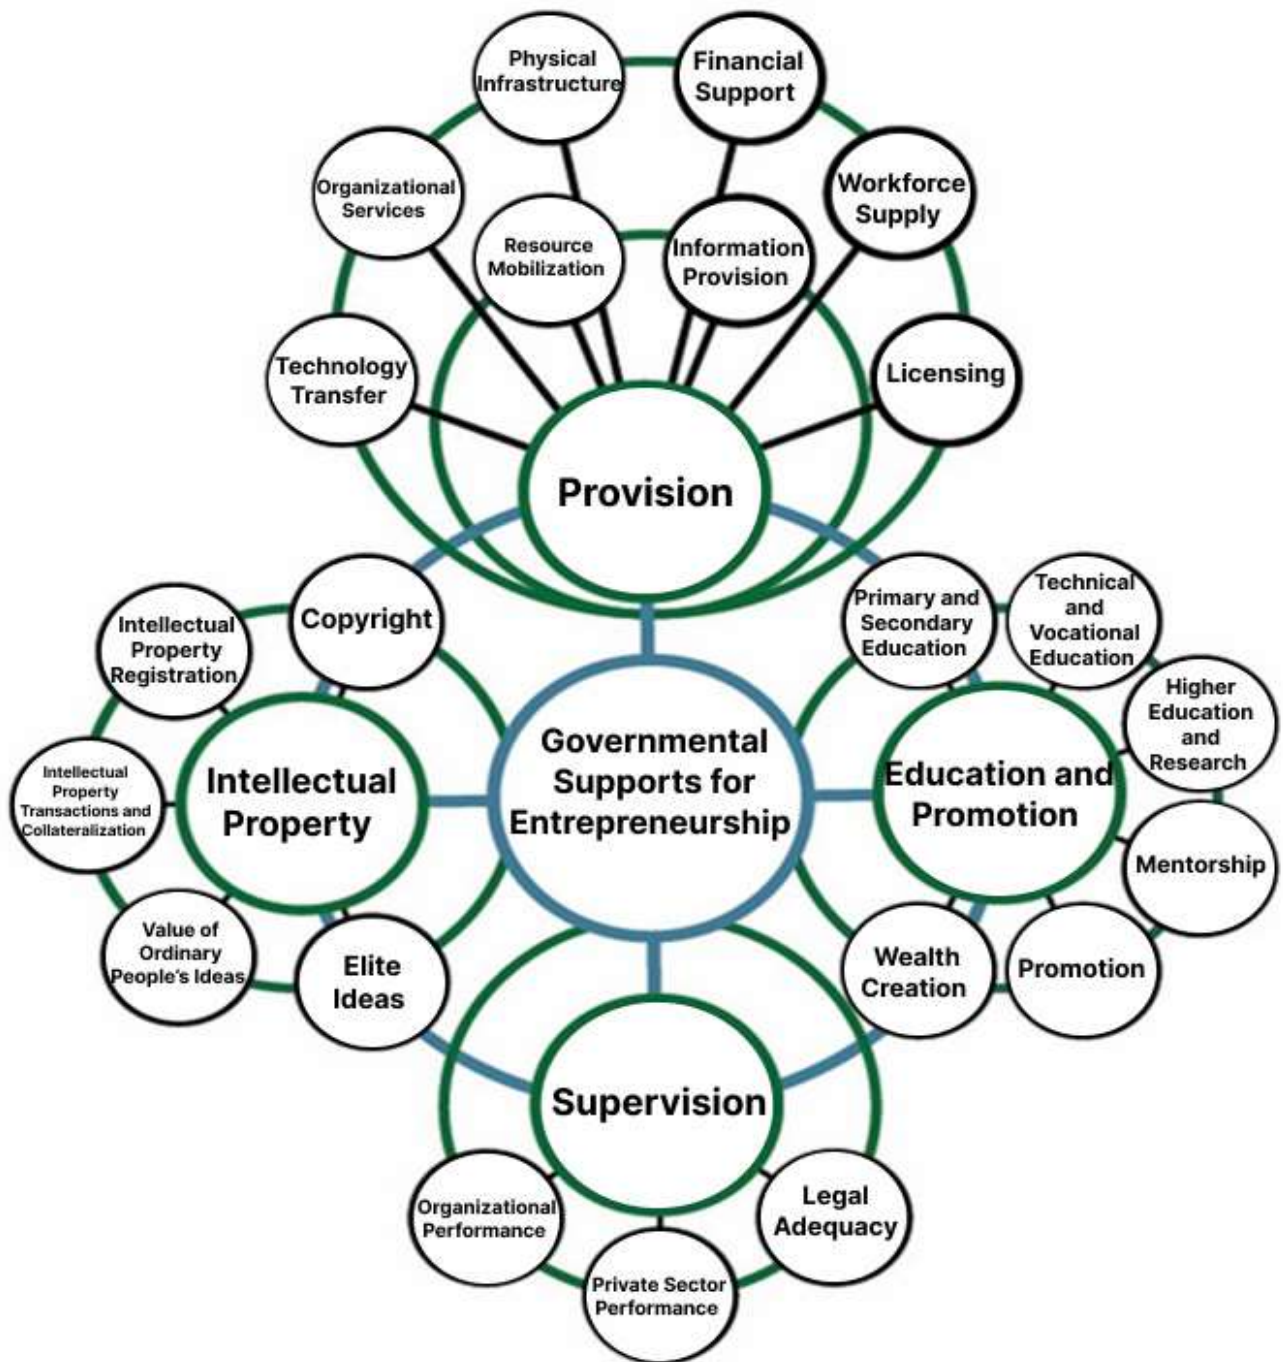 Physical
Infrastructure
Financial
Support
Organizational
Services
Workforce
Supply
Resource
Mobilization
Information
Provision
Technology
Transfer
Licensing
Provision
Copyright
Intellectual
Property
Registration
Primary and
Secondary
Education
Technical
and
Vocational
Education
Higher
Education
and
Research
Governmental
Supports for
Entrepreneurship
Intellectual
Property
Education and
Promotion
Intellectual
Property
Transactions and
Collateralization
Mentorship
Value of
Ordinary
People's Ideas
Elite
Ideas
Wealth
Creation
Promotion
Supervision
Organizational
Performance
Legal
Adequacy
Private Sector
Performance